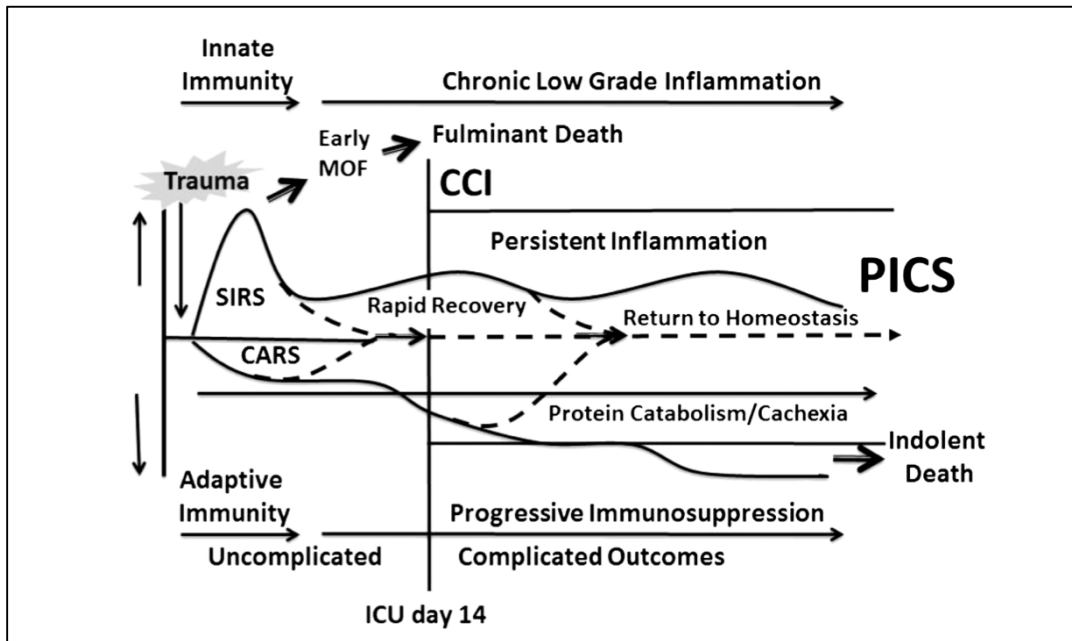 Innate
Immunity
Chronic Low Grade Inflammation
Early
MOF
Fulminant Death
Trauma
CCI
Persistent Inflammation
PICS
SIRS
Rapid Recovery
Return to Homeostasis
CARS
Protein Catabolism/Cachexia
Indolent
Death
Adaptive
Immunity
Progressive Immunosuppression
Uncomplicated
Complicated Outcomes
ICU day 14